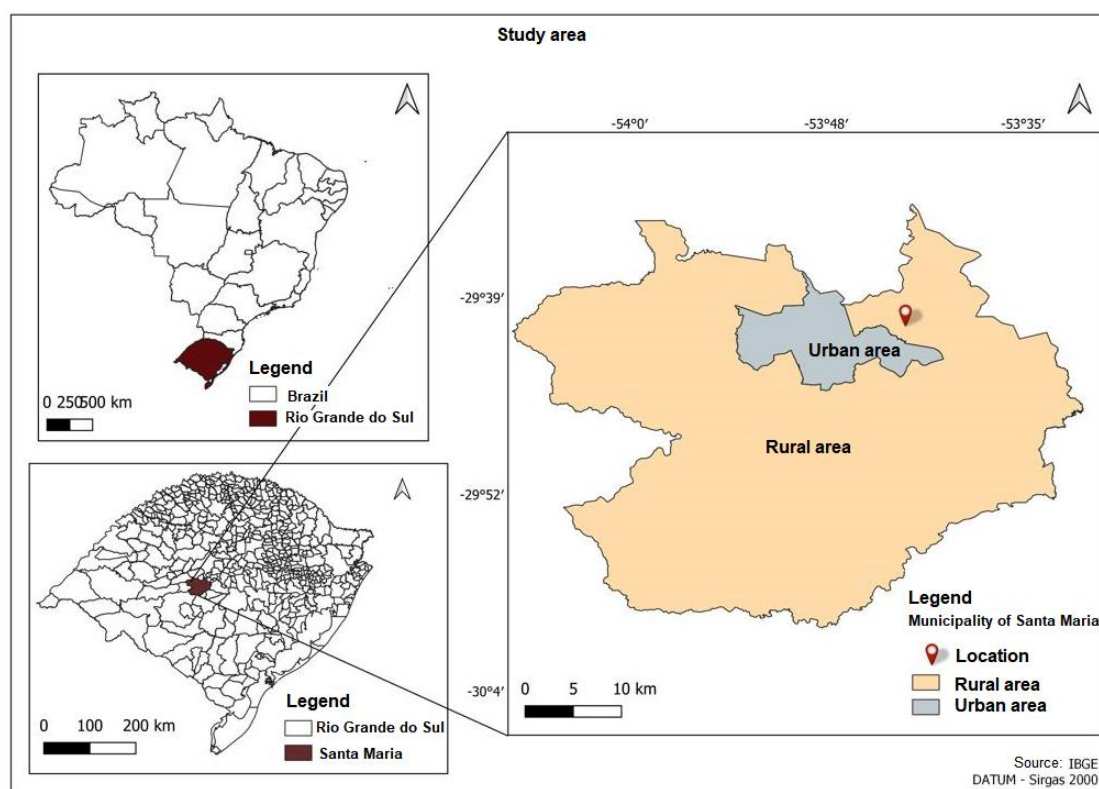 Study area
Legend
Brazil
Rio Grande do Sul
0 250500 km
Legend
Rio Grande do Sul
Santa Maria
0 100 200 km
-54°0′ -53°48′ -53°35′
-29°39′
-29°52′
-30°4′
Urban area
Rural area
Legend
Municipality of Santa Maria
Location
Rural area
Urban area
0 5 10 km
Source: IBGE
DATUM - Sirgas 2000